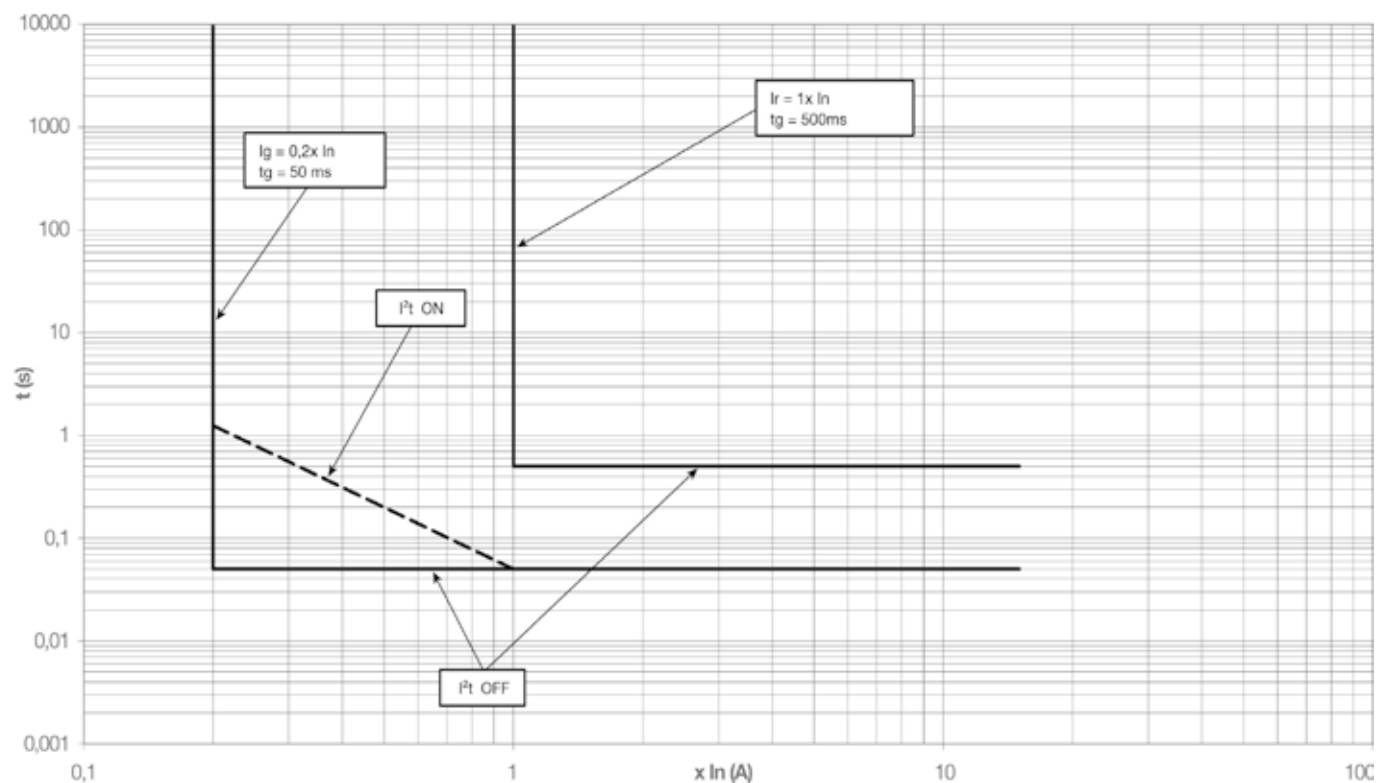 10000
1000
100
10
1
0,1
0,01
0,001
t (s)
Ig = 0,2x In
tg = 50 ms
Ir = 1x In
tg = 500ms
I²t ON
I²t OFF
0,1
1
x In (A)
10
100